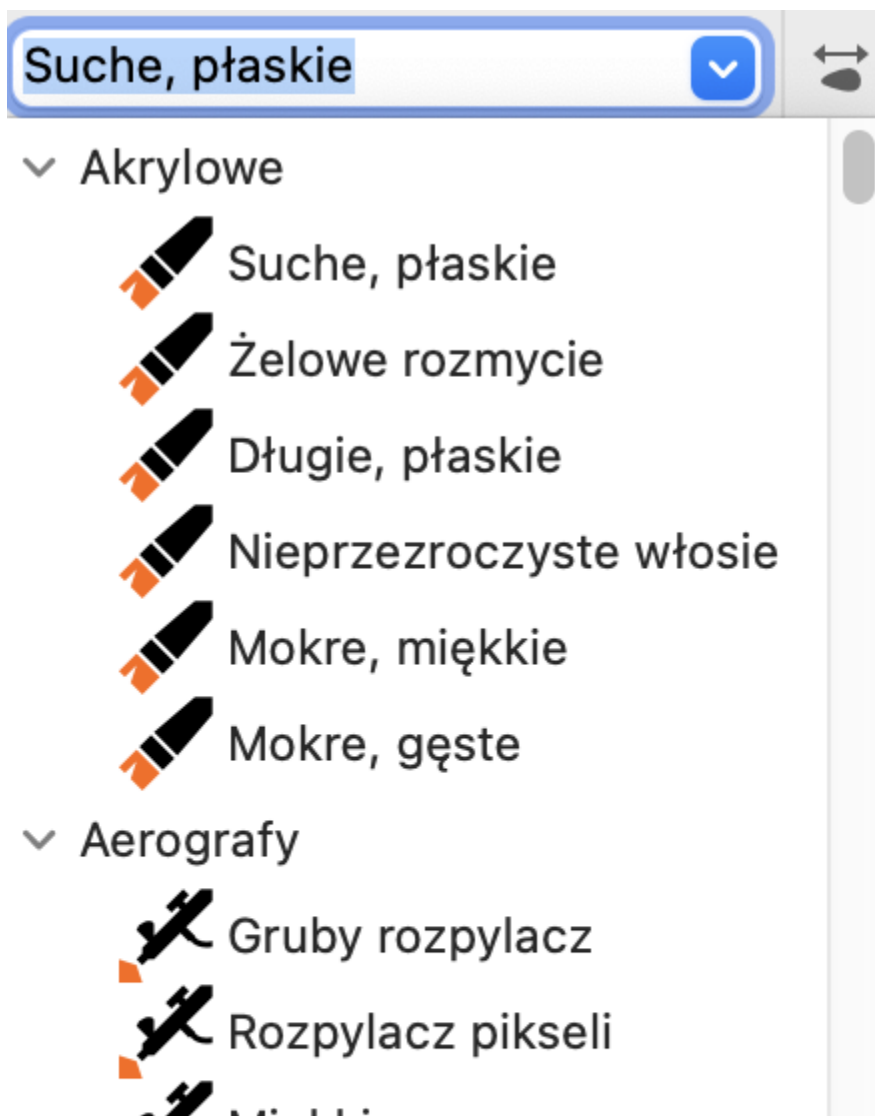 Suche, płaskie
Akrylowe
Suche, płaskie
Żelowe rozmycie
Długie, płaskie
Nieprzezroczyste włosie
Mokre, miękkie
Mokre, gęste
Aerografy
Gruby rozpylacz
Rozpylacz pikseli